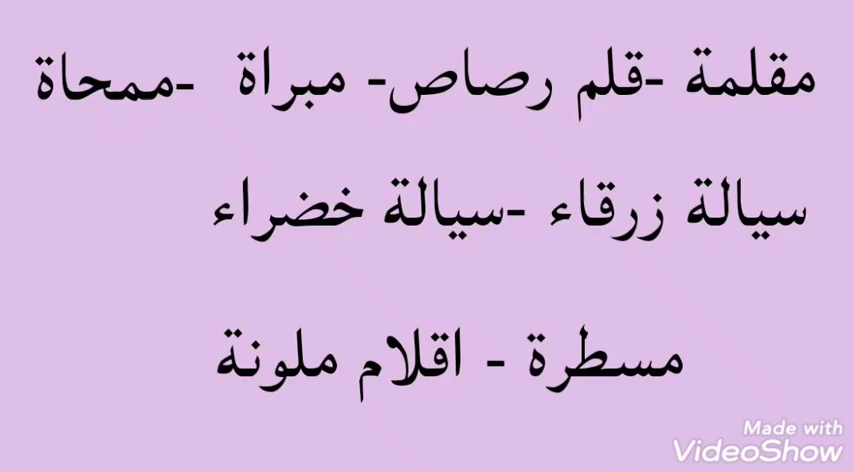 مقلمة -قلم رصاص- مبراة -ممحاة
سيالة زرقاء -سيالة خضراء
مسطرة - اقلام ملونة
Made with
VideoShow